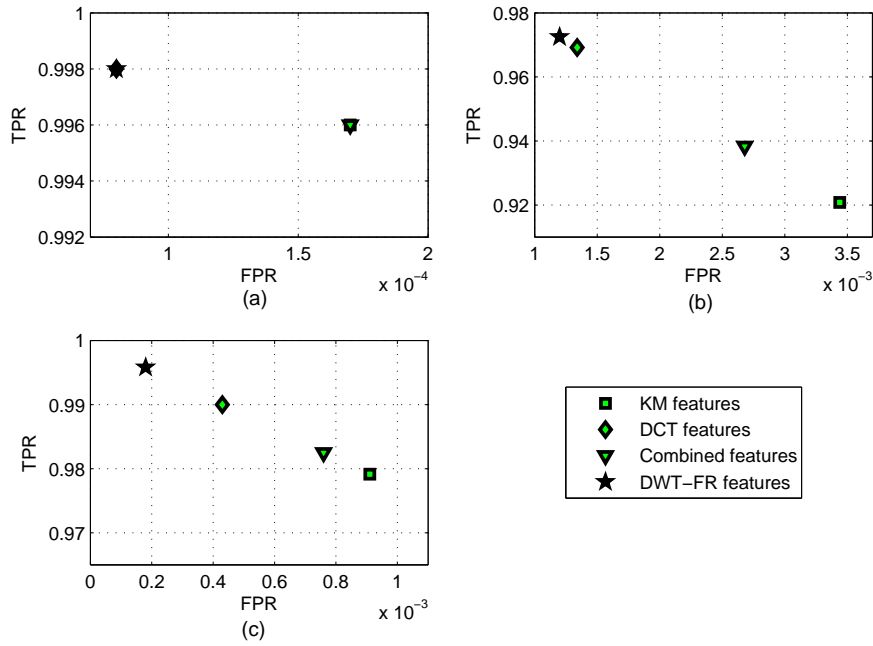 1
0.998
0.996
0.994
0.992
TPR
1
1.5
2
x 10⁻⁴
FPR
(a)
0.98
0.96
0.94
0.92
TPR
1
1.5
2
2.5
3
3.5
x 10⁻³
FPR
(b)
1
0.99
0.98
0.97
TPR
0
0.2
0.4
0.6
0.8
1
x 10⁻³
FPR
(c)
KM features
DCT features
Combined features
DWT−FR features